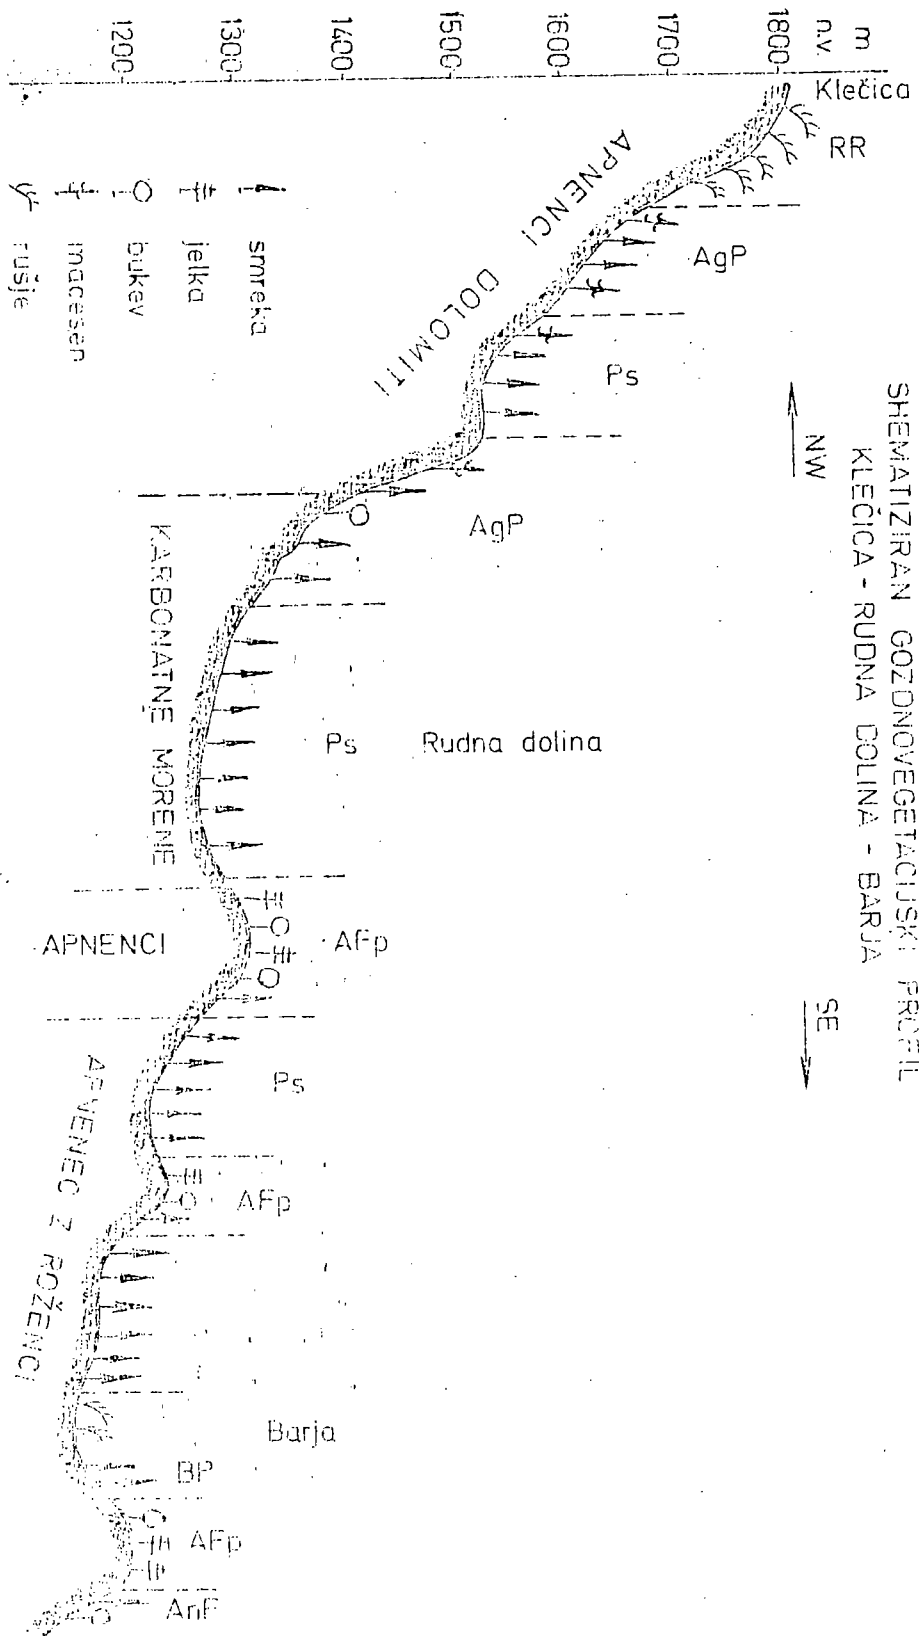 SHEMATIZIRAN GOZDNOVEGETACIJSKI PROFIL
KLEČICA - RUDNA DOLINA - BARJA
NW
SE
m
n.v.
1800
1700
1600
1500
1400
1300
1200
Klečica
RR
AgP
Ps
AgP
Ps
Rudna dolina
AFp
Ps
AFp
Barja
BP
AFp
AnF
APNENCI
DOLOMITI
KARBONATNE MORENE
APNENCI
APNENEC Z ROŽENCI
smreka
jelka
bukev
macesen
rušje